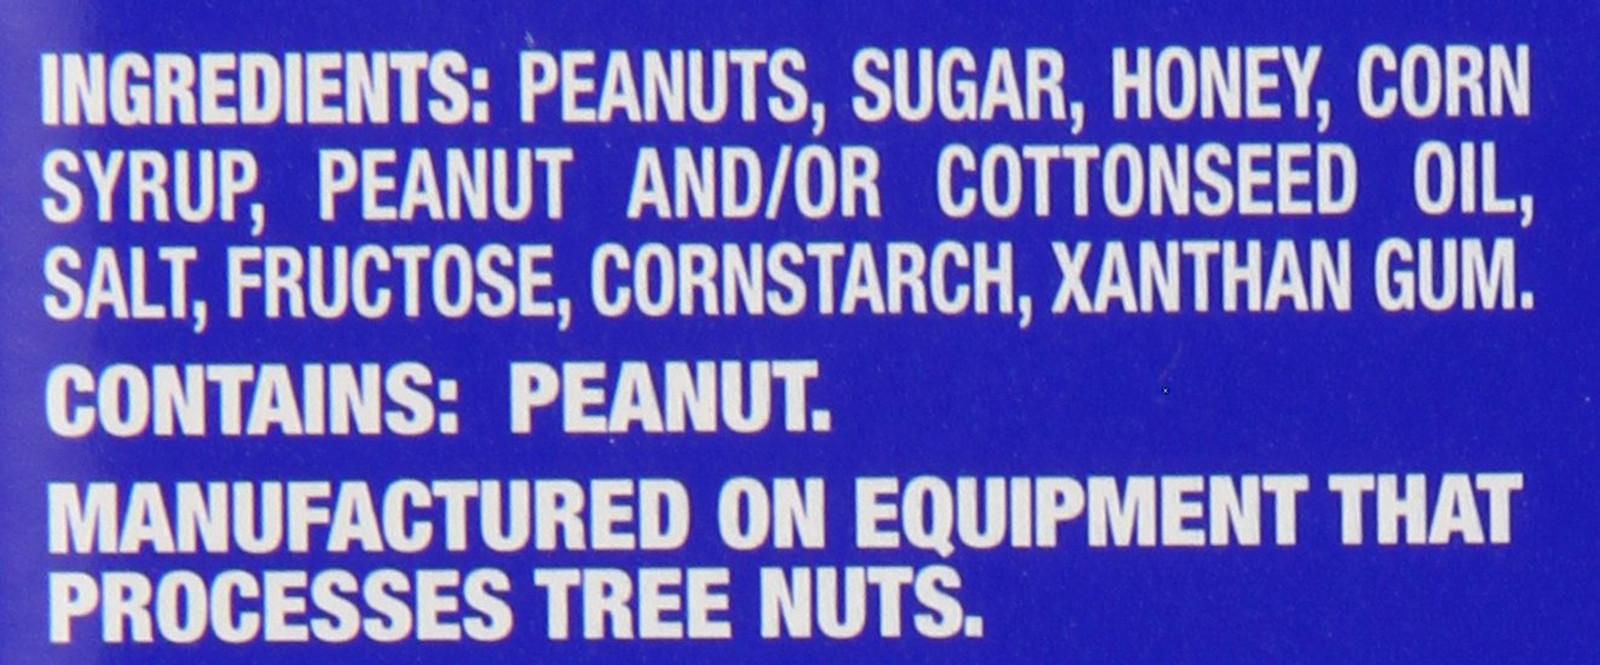 INGREDIENTS: PEANUTS, SUGAR, HONEY, CORN
SYRUP, PEANUT AND/OR COTTONSEED OIL,
SALT, FRUCTOSE, CORNSTARCH, XANTHAN GUM.
CONTAINS: PEANUT.
MANUFACTURED ON EQUIPMENT THAT
PROCESSES TREE NUTS.